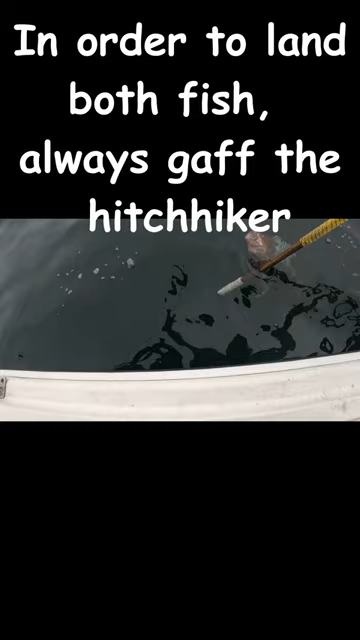 In order to land
both fish,
always gaff the
hitchhiker